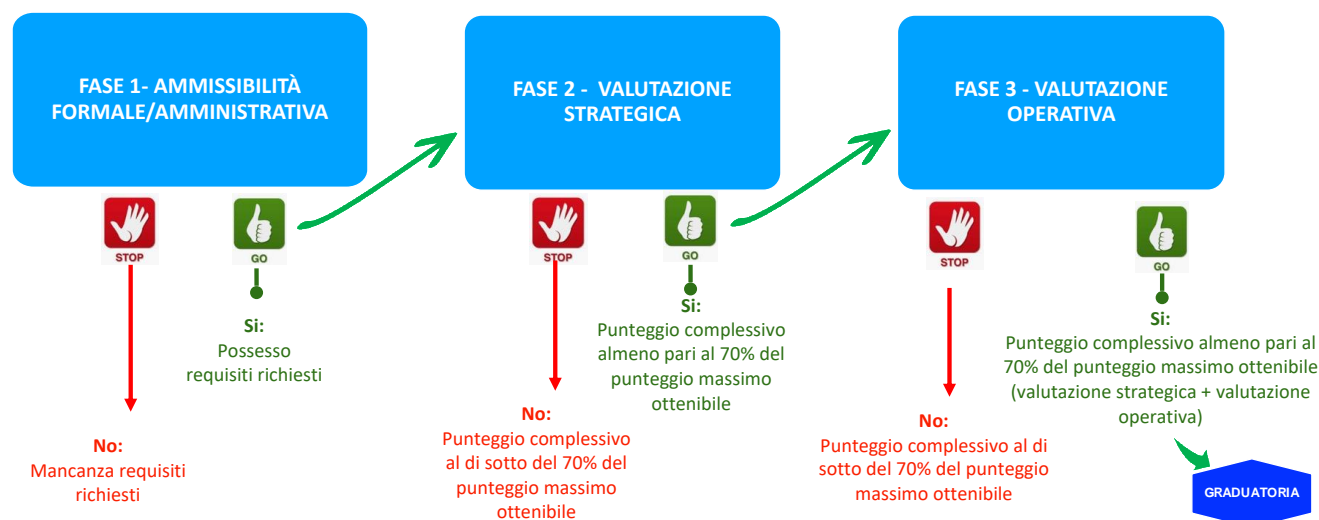 FASE 1- AMMISSIBILITÀ
FORMALE/AMMINISTRATIVA
STOP
GO
Si:
Possesso
requisiti richiesti
No:
Mancanza requisiti
richiesti
FASE 2 - VALUTAZIONE
STRATEGICA
STOP
GO
Si:
Punteggio complessivo
almeno pari al 70% del
punteggio massimo
ottenibile
No:
Punteggio complessivo
al di sotto del 70% del
punteggio massimo
ottenibile
FASE 3 - VALUTAZIONE
OPERATIVA
STOP
GO
Si:
Punteggio complessivo almeno pari al
70% del punteggio massimo ottenibile
(valutazione strategica + valutazione
operativa)
No:
Punteggio complessivo al di
sotto del 70% del punteggio
massimo ottenibile
GRADUATORIA